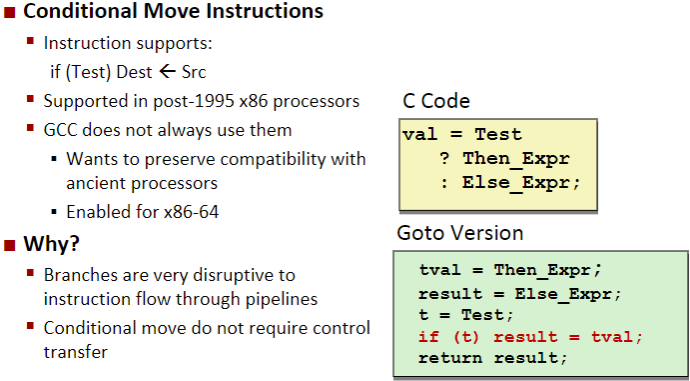 Conditional Move Instructions
Instruction supports:
if (Test) Dest ← Src
Supported in post-1995 x86 processors
GCC does not always use them
Wants to preserve compatibility with
ancient processors
Enabled for x86-64
Why?
Branches are very disruptive to
instruction flow through pipelines
Conditional move do not require control
transfer
C Code
val = Test
? Then_Expr
: Else_Expr;
Goto Version
tval = Then_Expr;
result = Else_Expr;
t = Test;
if (t) result = tval;
return result;